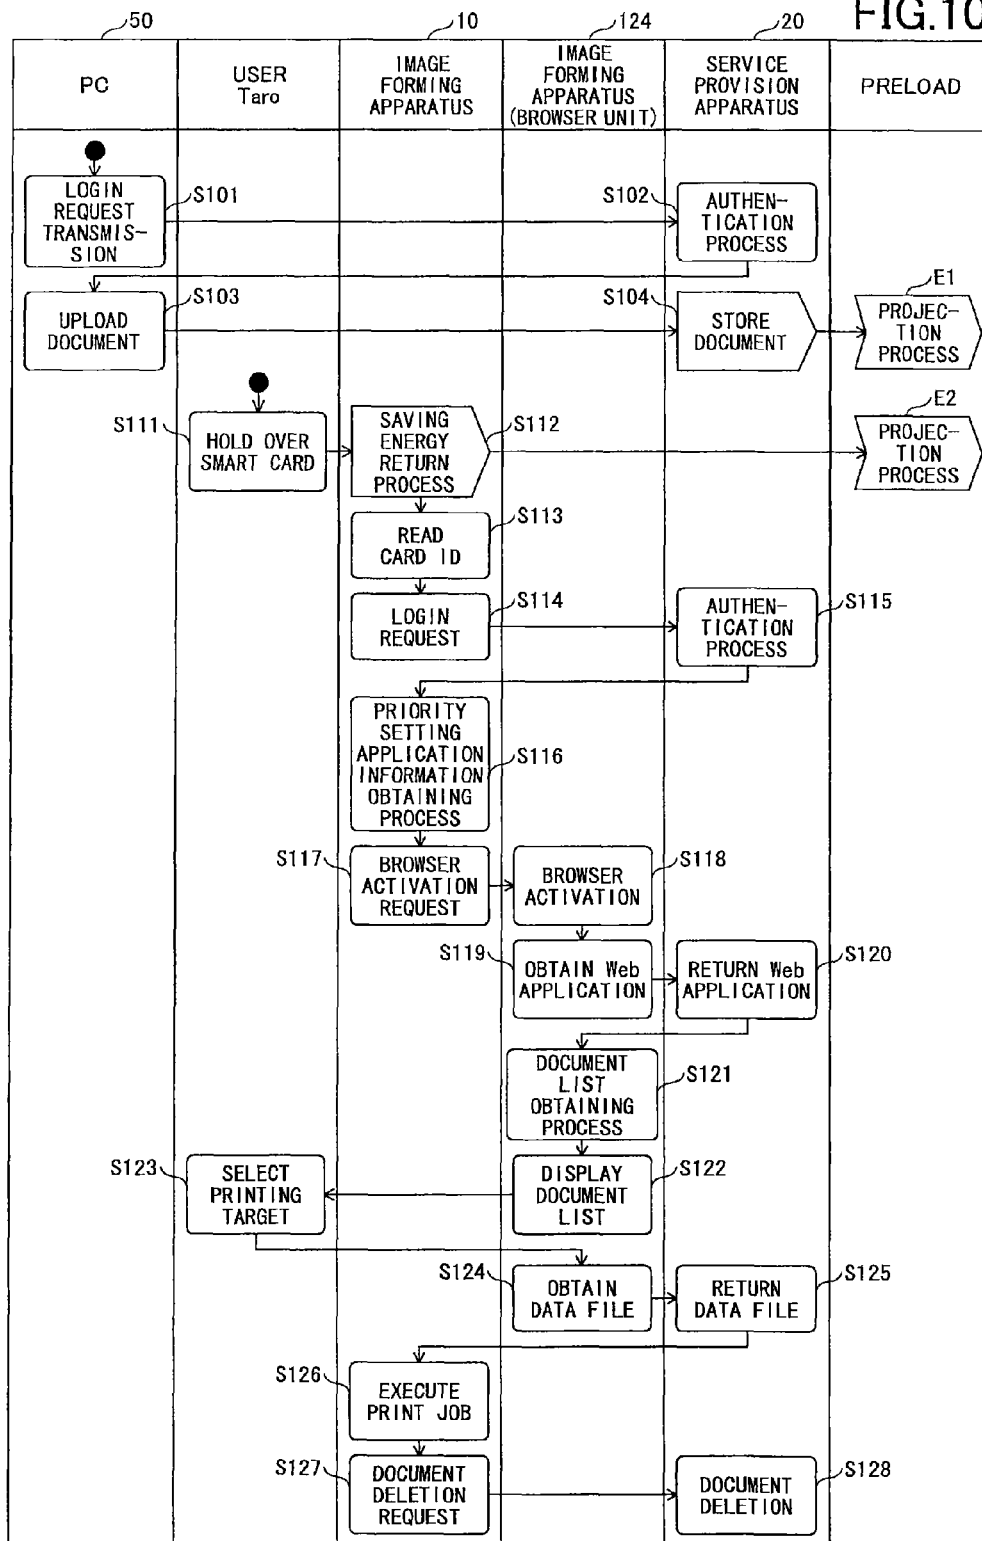 FIG.10
50
10
124
20
PC
USER
Taro
IMAGE
FORMING
APPARATUS
IMAGE
FORMING
APPARATUS
(BROWSER UNIT)
SERVICE
PROVISION
APPARATUS
PRELOAD
LOGIN
REQUEST
TRANSMIS-
SION
S101
S102
AUTHEN-
TICATION
PROCESS
UPLOAD
DOCUMENT
S103
S104
STORE
DOCUMENT
E1
PROJEC-
TION
PROCESS
S111
HOLD OVER
SMART CARD
SAVING
ENERGY
RETURN
PROCESS
S112
E2
PROJEC-
TION
PROCESS
READ
CARD ID
S113
LOGIN
REQUEST
S114
AUTHEN-
TICATION
PROCESS
S115
PRIORITY
SETTING
APPLICATION
INFORMATION
OBTAINING
PROCESS
S116
S117
BROWSER
ACTIVATION
REQUEST
BROWSER
ACTIVATION
S118
S119
OBTAIN Web
APPLICATION
RETURN Web
APPLICATION
S120
DOCUMENT
LIST
OBTAINING
PROCESS
S121
S123
SELECT
PRINTING
TARGET
DISPLAY
DOCUMENT
LIST
S122
S124
OBTAIN
DATA FILE
RETURN
DATA FILE
S125
S126
EXECUTE
PRINT JOB
S127
DOCUMENT
DELETION
REQUEST
DOCUMENT
DELETION
S128